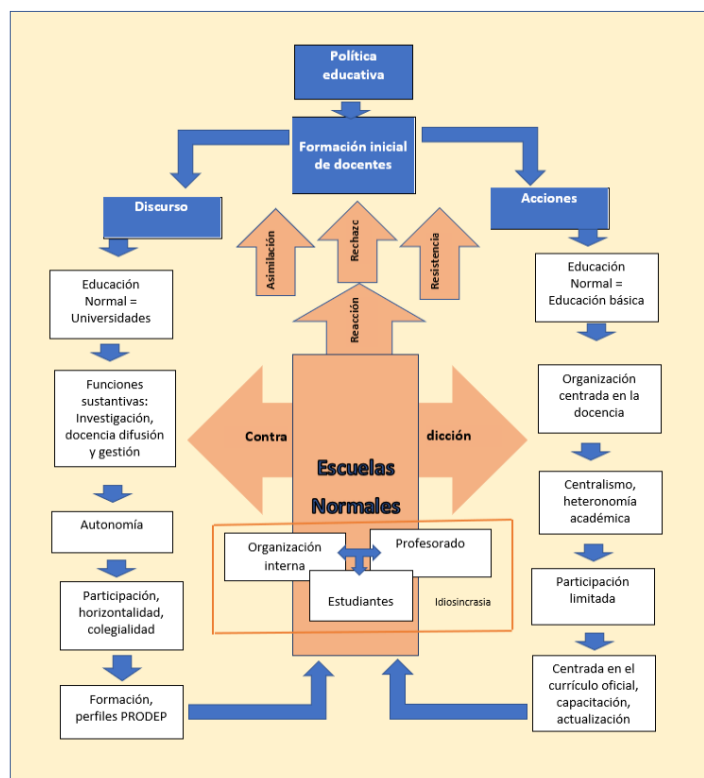 Política
educativa
Formación inicial
de docentes
Discurso
Acciones
Asimilación
Rechazc
Resistencia
Reacción
Educación
Normal =
Universidades
Funciones
sustantivas:
Investigación,
docencia difusión
y gestión
Autonomía
Participación,
horizontalidad,
colegialidad
Formación,
perfiles PRODEP
Contra
dicción
Escuelas
Normales
Organización
interna
Profesorado
Estudiantes
Idiosincrasia
Educación
Normal =
Educación básica
Organización
centrada en la
docencia
Centralismo,
heteronomía
académica
Participación
limitada
Centrada en el
currículo oficial,
capacitación,
actualización